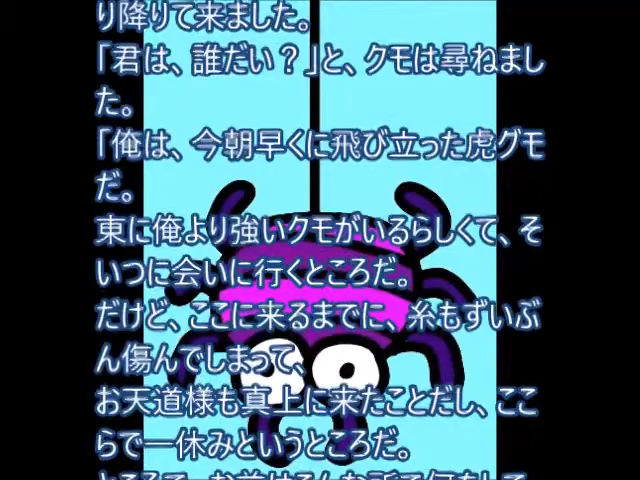 り降りて来ました。
「君は、誰だい？」と、クモは尋ねまし
た。
「俺は、今朝早くに飛び立った虎グモ
だ。
東に俺より強いクモがいるらしくて、そ
いつに会いに行くところだ。
だけど、ここに来るまでに、糸もずいぶ
ん傷んでしまって、
お天道様も真上に来たことだし、ここ
らで一休みというところだ。